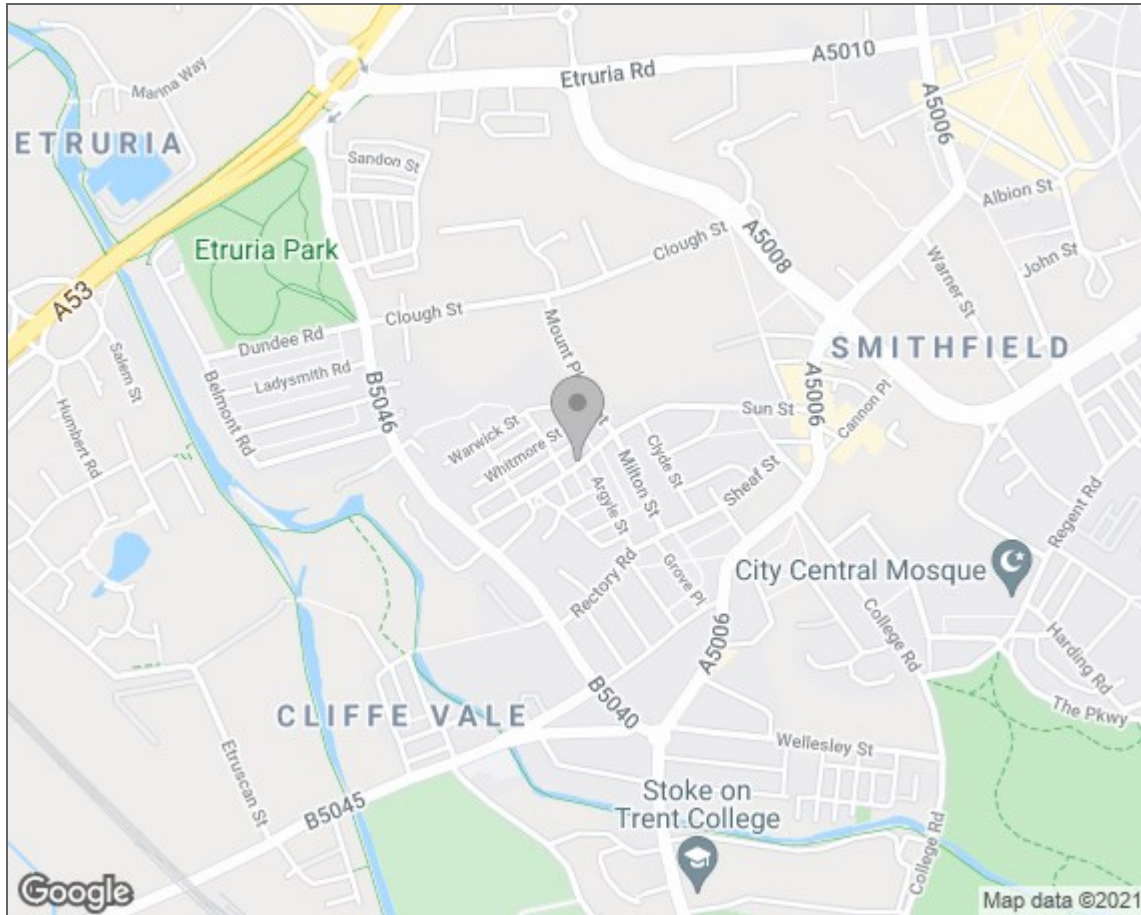 Marina Way
ETRURIA
Etruria Rd
A5010
A5006
Sandon St
Albion St
Etruria Park
Clough St
A5008
John St
Warner St
A53
Clough St
Dundee Rd
Mount Pl
SMITHFIELD
Salem St
Ladysmith Rd
Belmont Rd
B5046
A5006
Cannon Pl
Sun St
Humbert Rd
Warwick St
Whitmore St
Clyde St
Milton St
Sheaf St
Argyle St
Regent Rd
City Central Mosque
Rectory Rd
Grove Pl
College Rd
Harding Rd
A5006
The Pkwy
B5040
CLIFFE VALE
Wellesley St
Etruscan St
Stoke on
Trent College
B5045
College Rd
Google
Map data ©2021